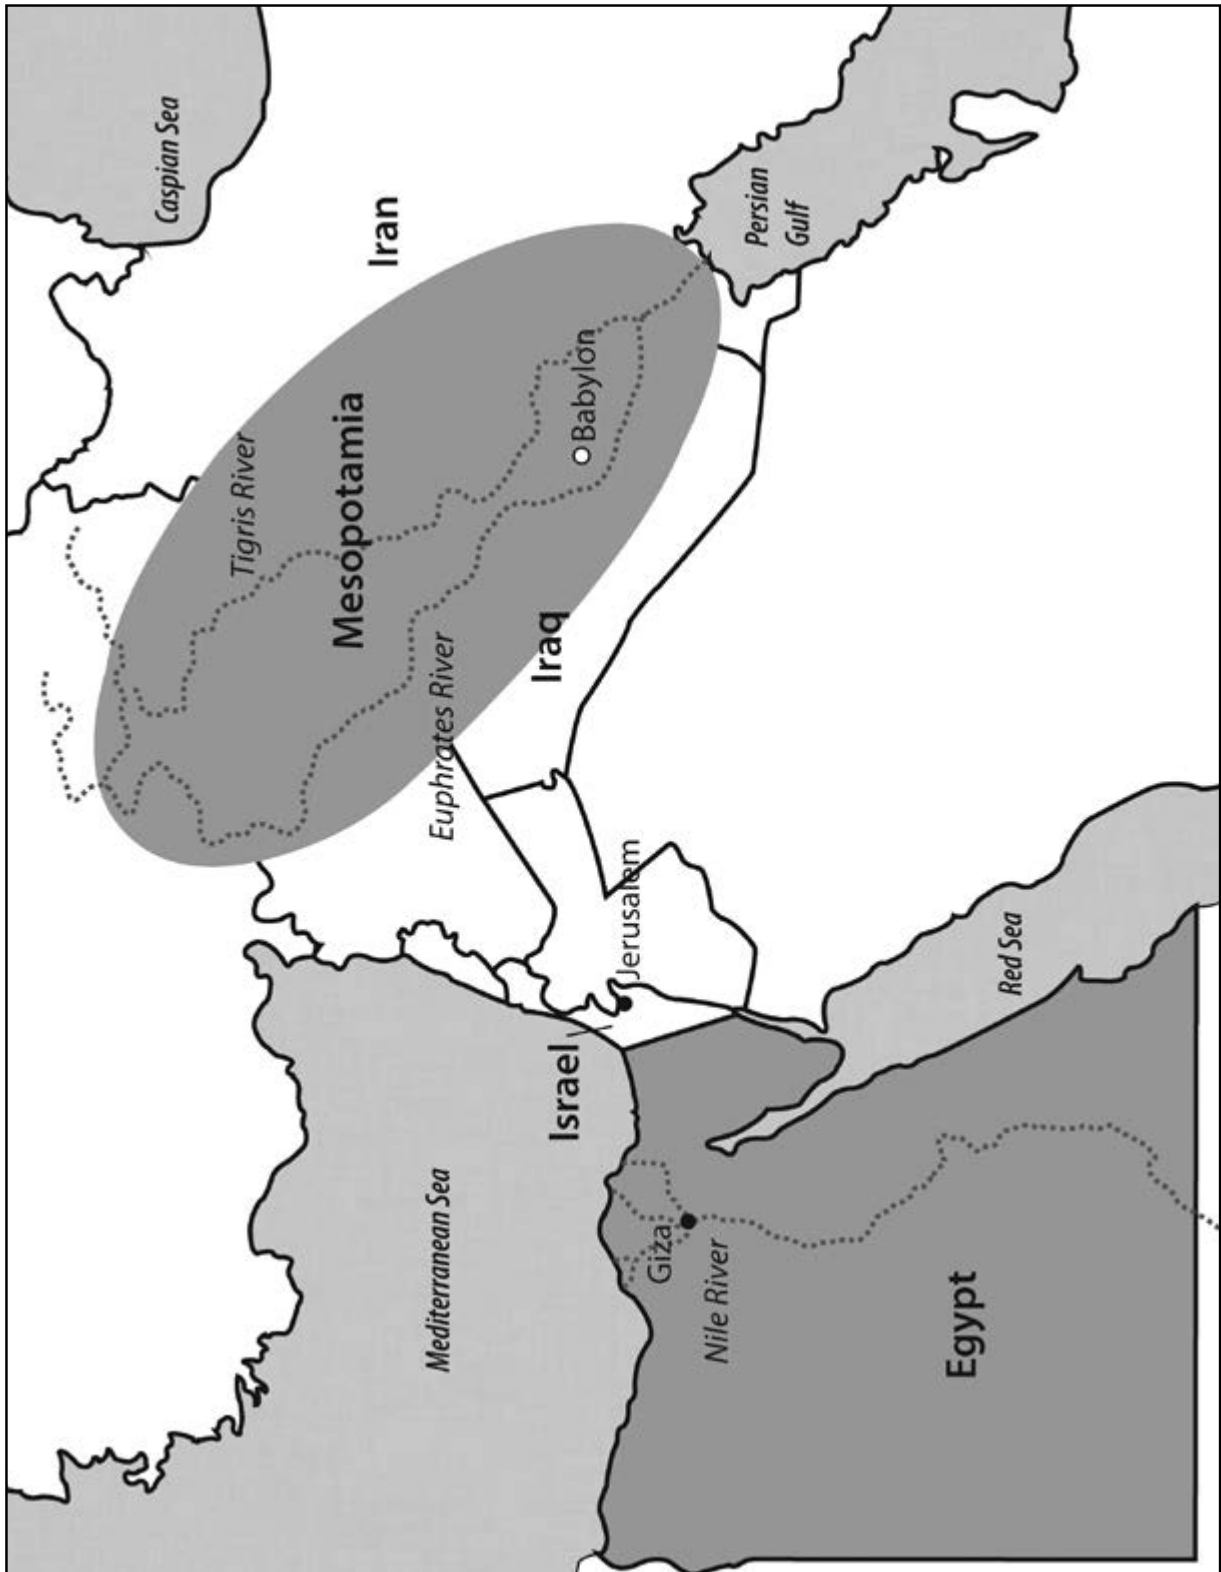 Caspian Sea
Tigris River
Mesopotamia
Iran
Mediterranean Sea
Euphrates River
Iraq
Israel
Babylon
Jerusalem
Giza
Nile River
Persian
Gulf
Egypt
Red Sea